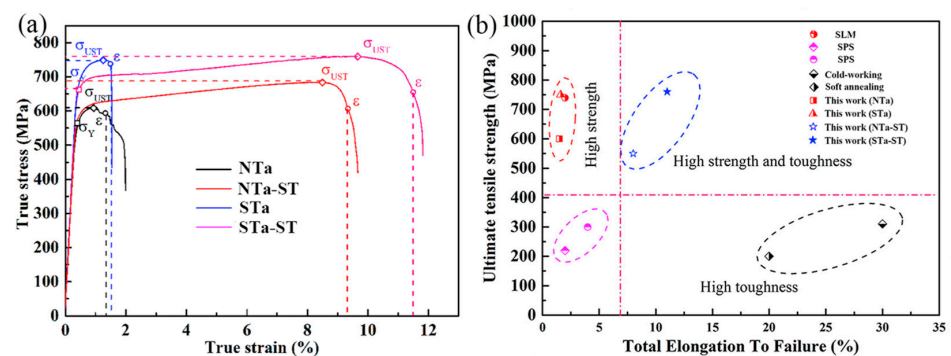 (a)
True stress (MPa)
800
700
600
500
400
300
200
100
0
0 2 4 6 8 10 12
True strain (%)
σUST
ε
σUST
σY
σUST
σUST
ε
ε
σY
ε
NTa
NTa-ST
STa
STa-ST
(b)
Ultimate tensile strength (MPa)
1000
900
800
700
600
500
400
300
200
100
0
0 5 10 15 20 25 30 35
Total Elongation To Failure (%)
SLM
SPS
SPS
Cold-working
Soft annealing
This work (NTa)
This work (STa)
This work (NTa-ST)
This work (STa-ST)
High strength
High strength and toughness
High toughness